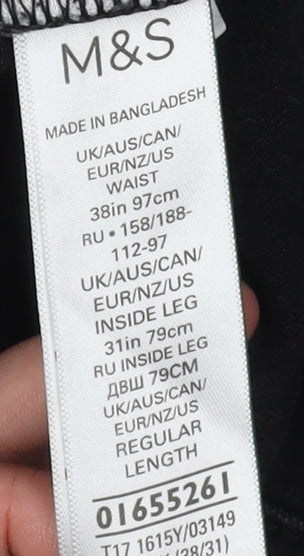 M&S
MADE IN BANGLADESH
UK/AUS/CAN/
EUR/NZ/US
WAIST
38in 97cm
RU • 158/188-
112-97
UK/AUS/CAN/
EUR/NZ/US
INSIDE LEG
31in 79cm
RU INSIDE LEG
ДВШ 79CM
UK/AUS/CAN/
EUR/NZ/US
REGULAR
LENGTH
01655261
T17 1615Y/03149
28/31)